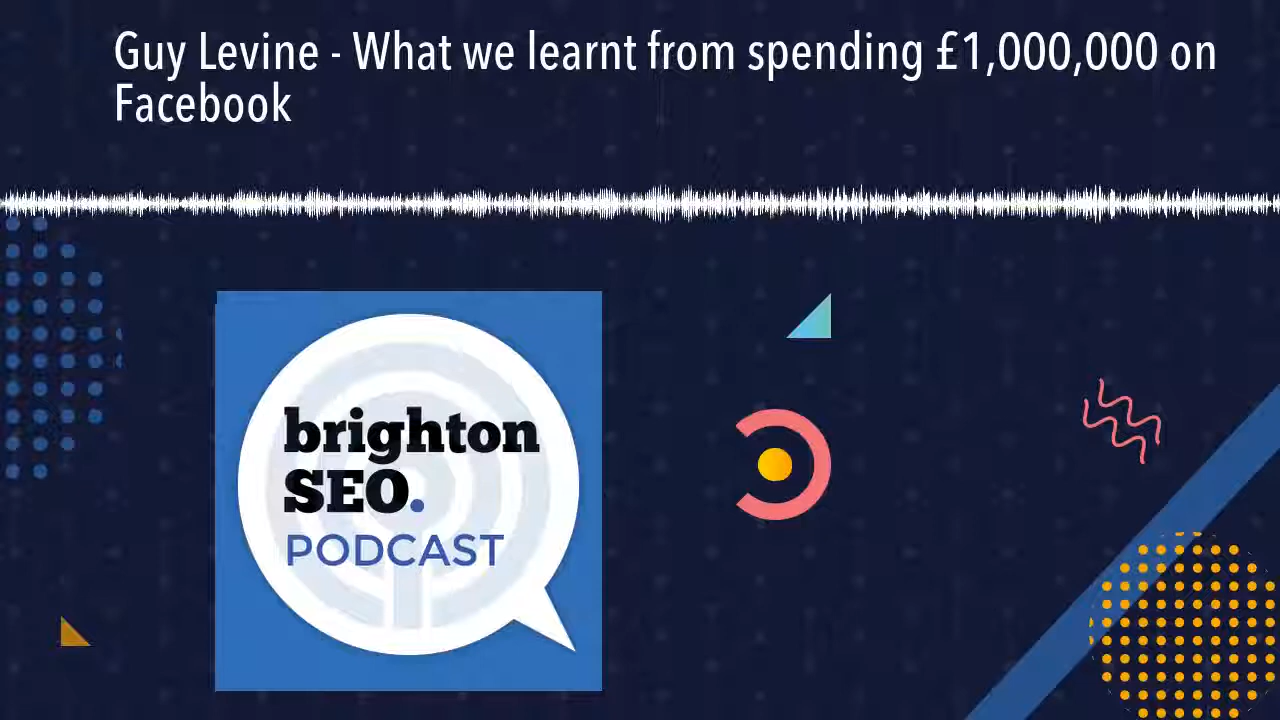 Guy Levine - What we learnt from spending £1,000,000 on
Facebook
brighton
SEO.
PODCAST